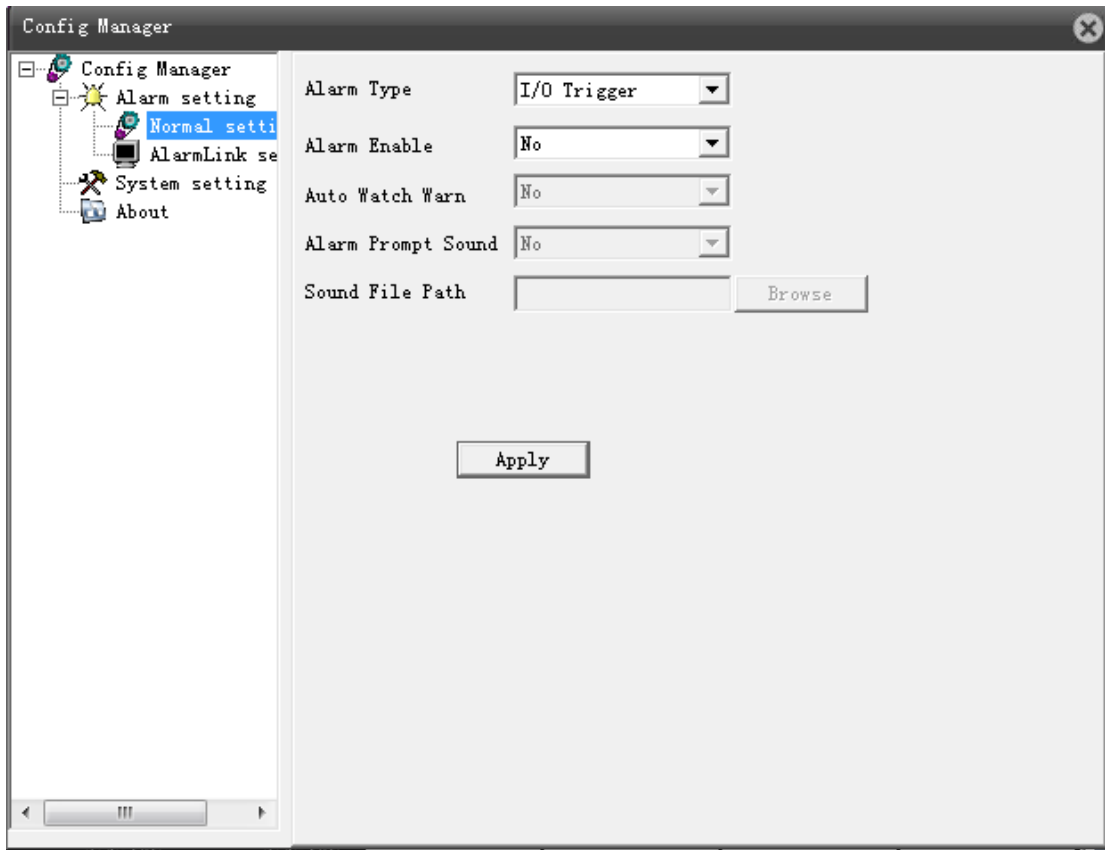 Config Manager
Config Manager
Alarm setting
Normal setti
AlarmLink se
System setting
About
Alarm Type I/O Trigger
Alarm Enable No
Auto Watch Warn No
Alarm Prompt Sound No
Sound File Path Browse
Apply